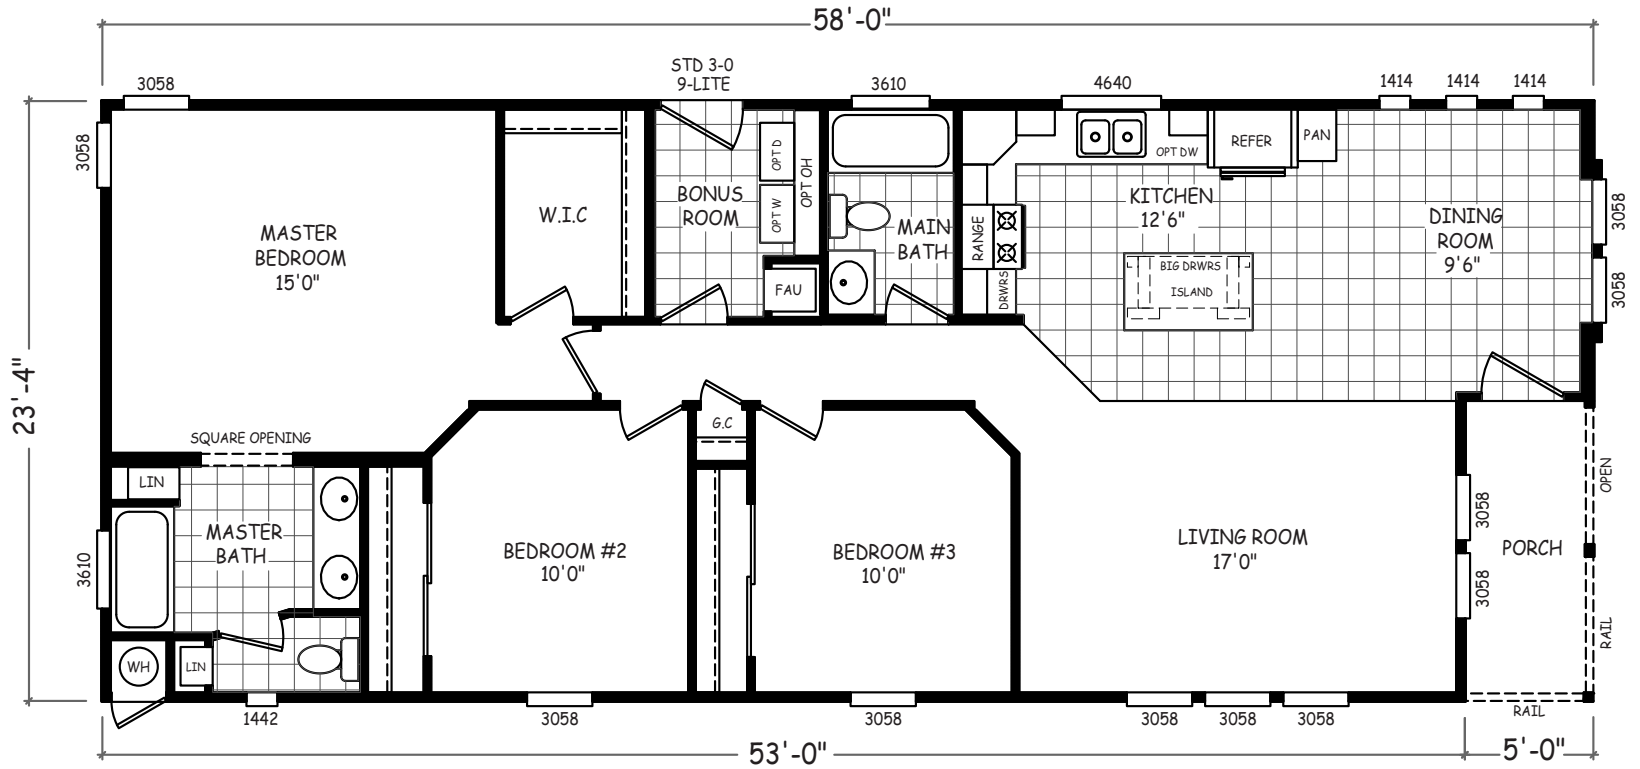 58'-0"
STD 3-0
9-LITE
3058
3610
4640
1414
1414
1414
3058
MASTER
BEDROOM
15'0"
W.I.C
BONUS
ROOM
OPT D
OPT W
OPT OH
FAU
MAIN
BATH
RANGE
DRWRS
OPT DW
REFER
PAN
KITCHEN
12'6"
BIG DRWRS
ISLAND
DINING
ROOM
9'6"
3058
3058
23'-4"
SQUARE OPENING
LIN
MASTER
BATH
3610
WH
LIN
G.C
BEDROOM #2
10'0"
BEDROOM #3
10'0"
LIVING ROOM
17'0"
3058
3058
PORCH
OPEN
RAIL
RAIL
1442
3058
3058
3058
3058
3058
53'-0"
5'-0"